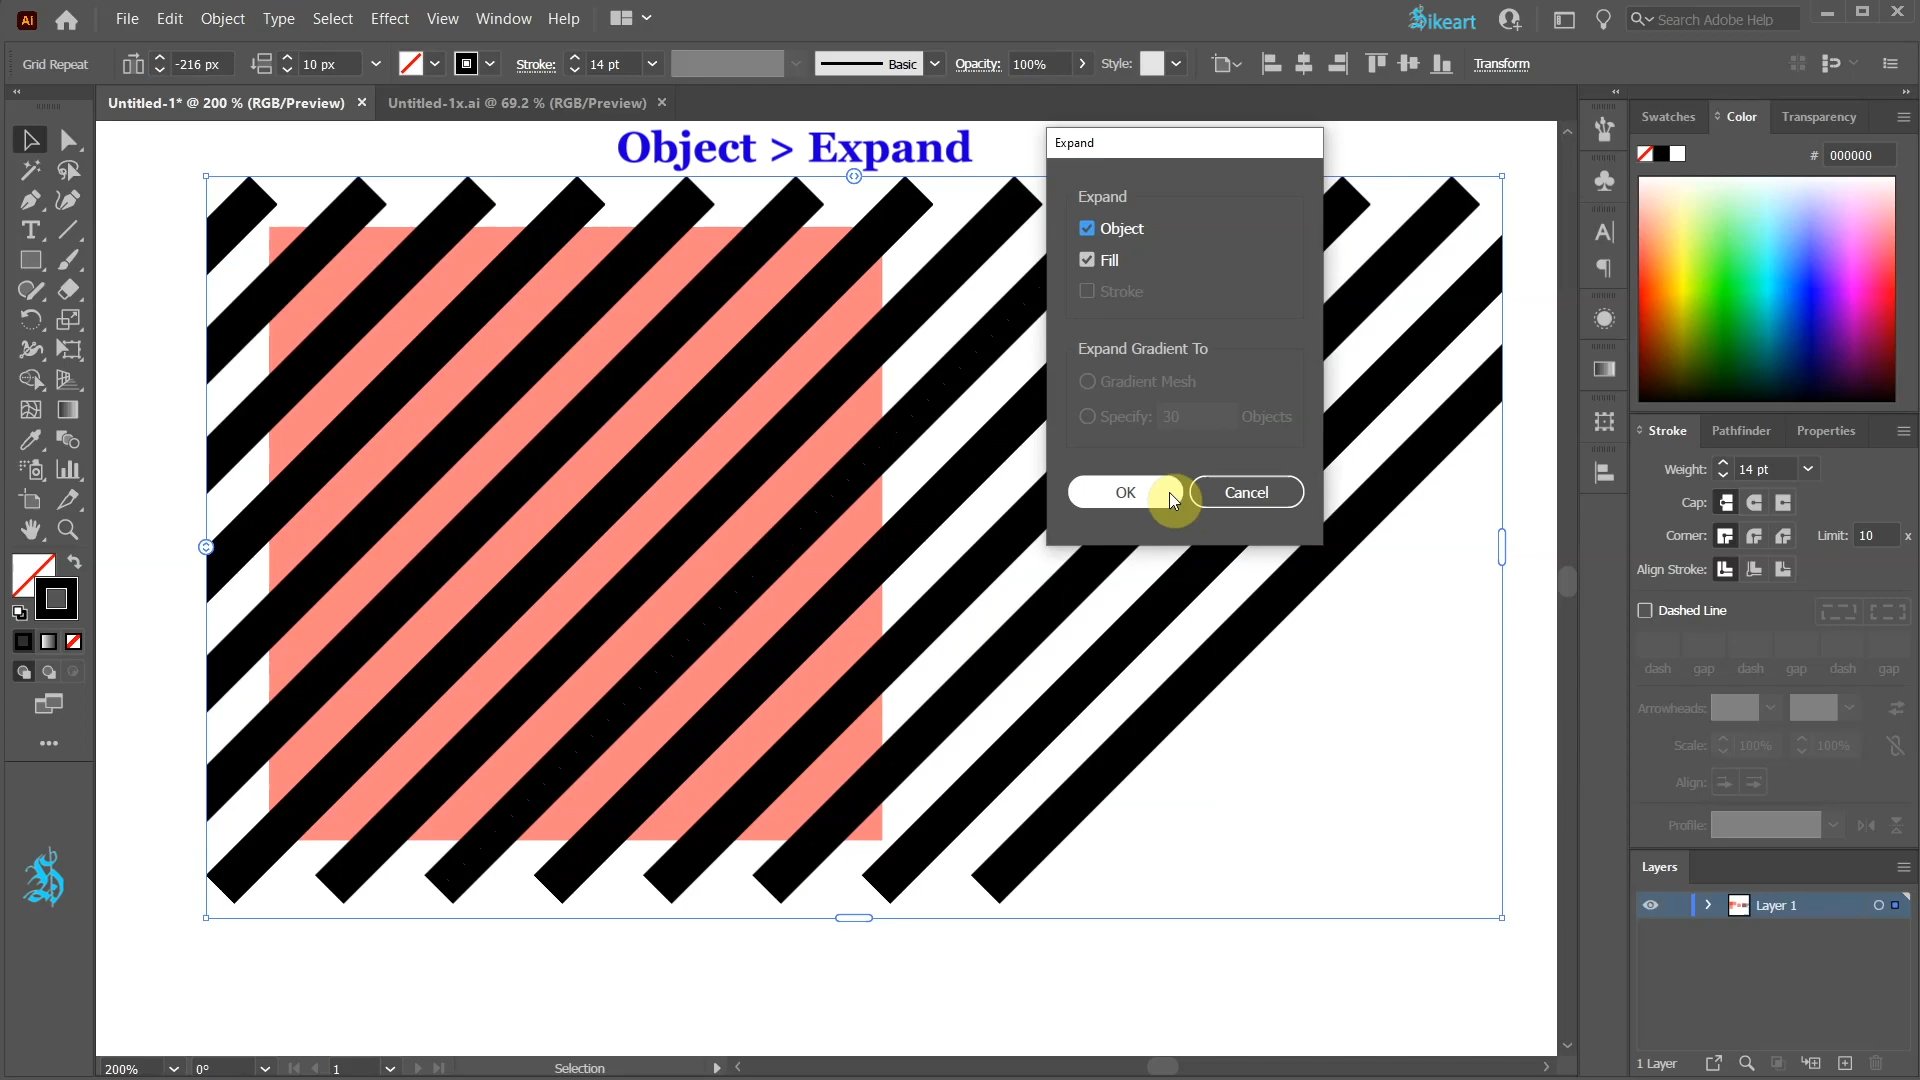 Ai
File Edit Object Type Select Effect View Window Help
Sikeart
Search Adobe Help
Grid Repeat
-216 px
10 px
Stroke:
14 pt
Basic
Opacity:
100%
Style:
Transform
Untitled-1* @ 200 % (RGB/Preview) ×
Untitled-1x.ai @ 69.2 % (RGB/Preview) ×
Object > Expand
Expand
Expand
Object
Fill
Stroke
Expand Gradient To
Gradient Mesh
Specify: 30 Objects
OK
Cancel
Swatches
Color
Transparency
# 000000
Stroke
Pathfinder
Properties
Weight: 14 pt
Cap:
Corner:
Limit: 10 x
Align Stroke:
Dashed Line
dash gap dash gap dash gap
Arrowheads:
Scale: 100% 100%
Align:
Profile:
Layers
Layer 1
1 Layer
200%
0°
1
Selection